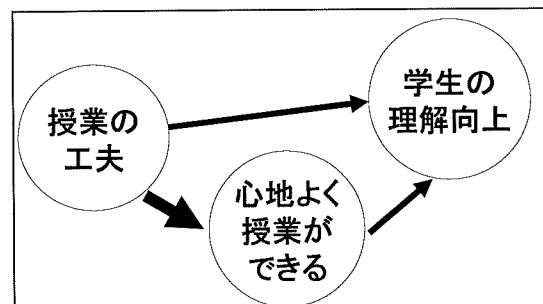 授業の
工夫
学生の
理解向上
心地よく
授業が
できる